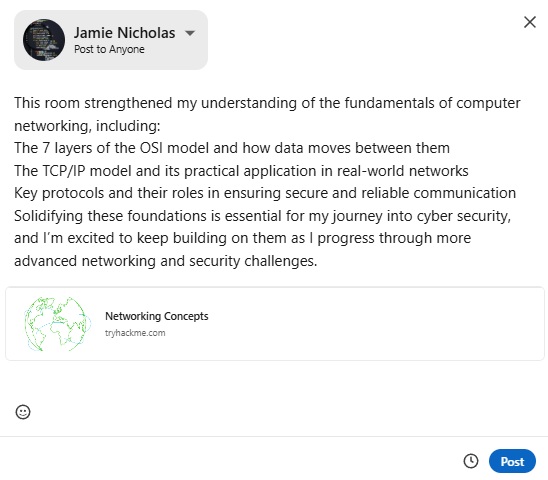 Jamie Nicholas
Post to Anyone
This room strengthened my understanding of the fundamentals of computer
networking, including:
The 7 layers of the OSI model and how data moves between them
The TCP/IP model and its practical application in real-world networks
Key protocols and their roles in ensuring secure and reliable communication
Solidifying these foundations is essential for my journey into cyber security,
and I’m excited to keep building on them as I progress through more
advanced networking and security challenges.
Networking Concepts
tryhackme.com
Post